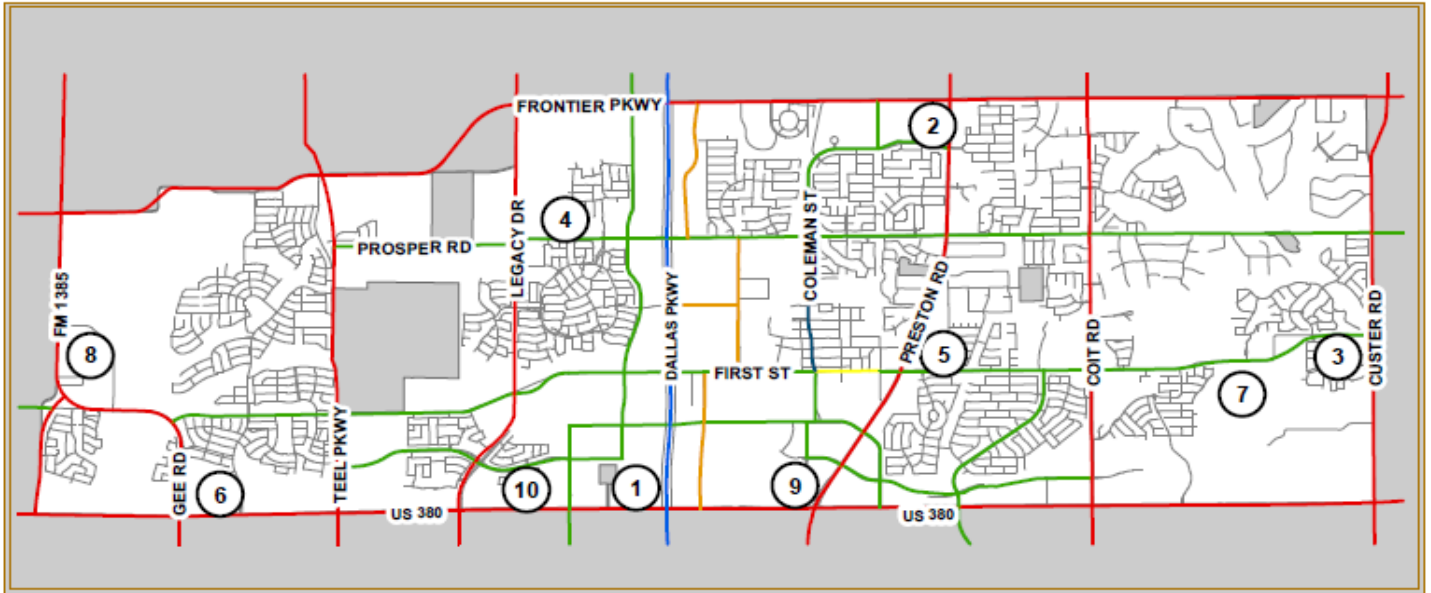 FRONTIER PKWY
2
COLEMAN ST
LEGACY DR
4
PROSPER RD
DALLAS PKWY
PRESTON RD
FM 1385
8
5
COIT RD
3
CUSTER RD
FIRST ST
7
TEEL PKWY
GEE RD
6
10
1
9
US 380
US 380